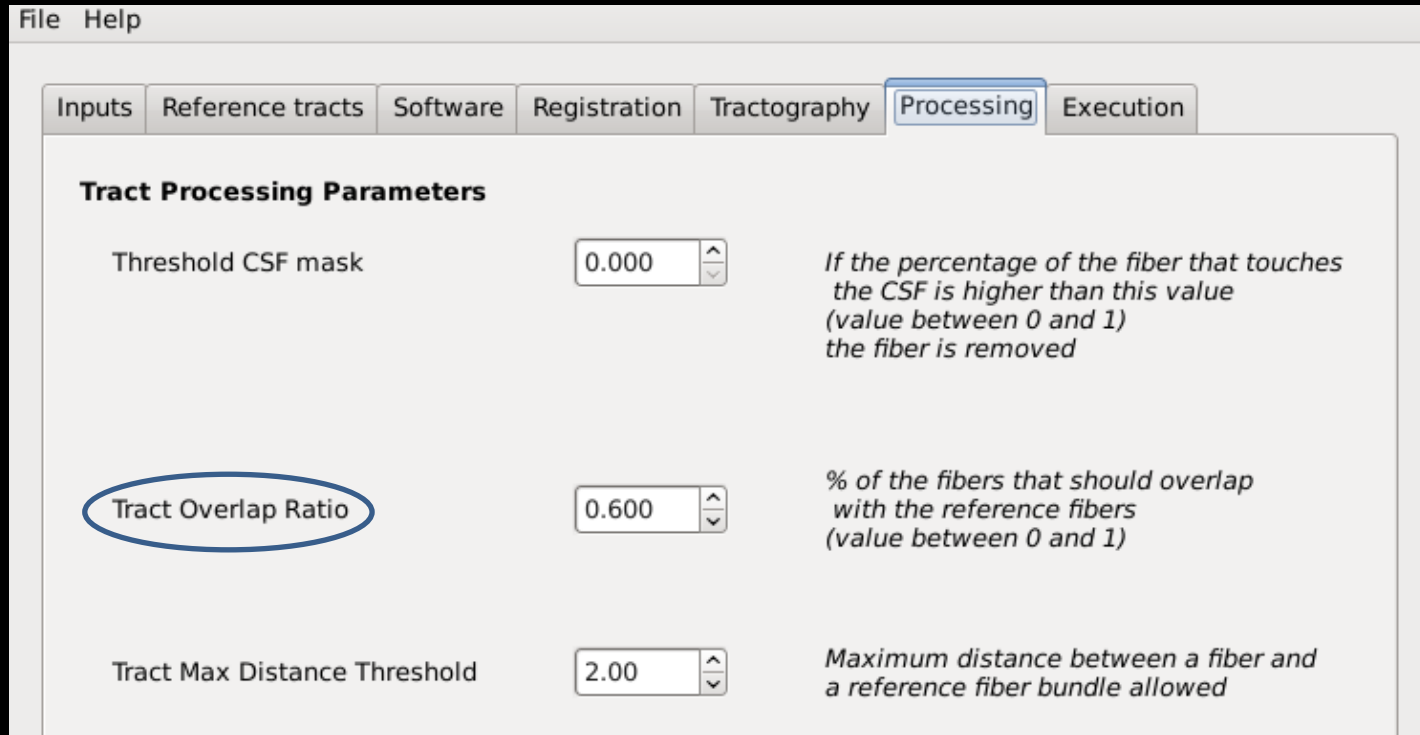 File Help
Inputs Reference tracts Software Registration Tractography Processing Execution
Tract Processing Parameters
Threshold CSF mask 0.000 If the percentage of the fiber that touches
the CSF is higher than this value
(value between 0 and 1)
the fiber is removed
% of the fibers that should overlap
Tract Overlap Ratio 0.600 with the reference fibers
(value between 0 and 1)
Maximum distance between a fiber and
Tract Max Distance Threshold 2.00 a reference fiber bundle allowed